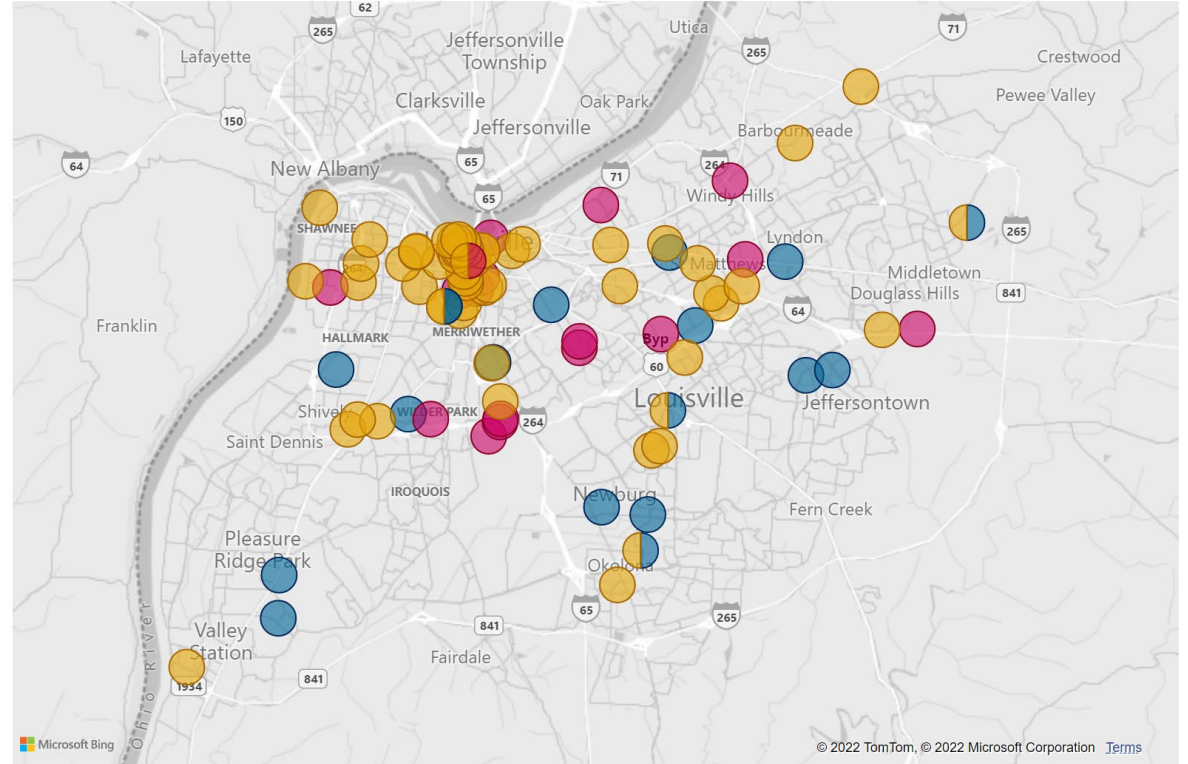 62
265
Utica
71
Lafayette
Jeffersonville
Township
265
Crestwood
Clarksville
Oak Park
Pewee Valley
150
Jeffersonville
Barbourmeade
64
65
264
New Albany
71
65
Windy Hills
SHAWNEE
265
Lyndon
Matthews
Middletown
Douglass Hills
841
64
Franklin
MERRIWETHER
HALLMARK
Byp
60
Louisville
Jeffersontown
Shively
WILDER PARK
264
Saint Dennis
IROQUOIS
Newburg
Fern Creek
Pleasure
Ridge Park
Okolona
65
265
841
Valley
Station
Fairdale
841
1934
Ohio River
Microsoft Bing
© 2022 TomTom, © 2022 Microsoft Corporation Terms